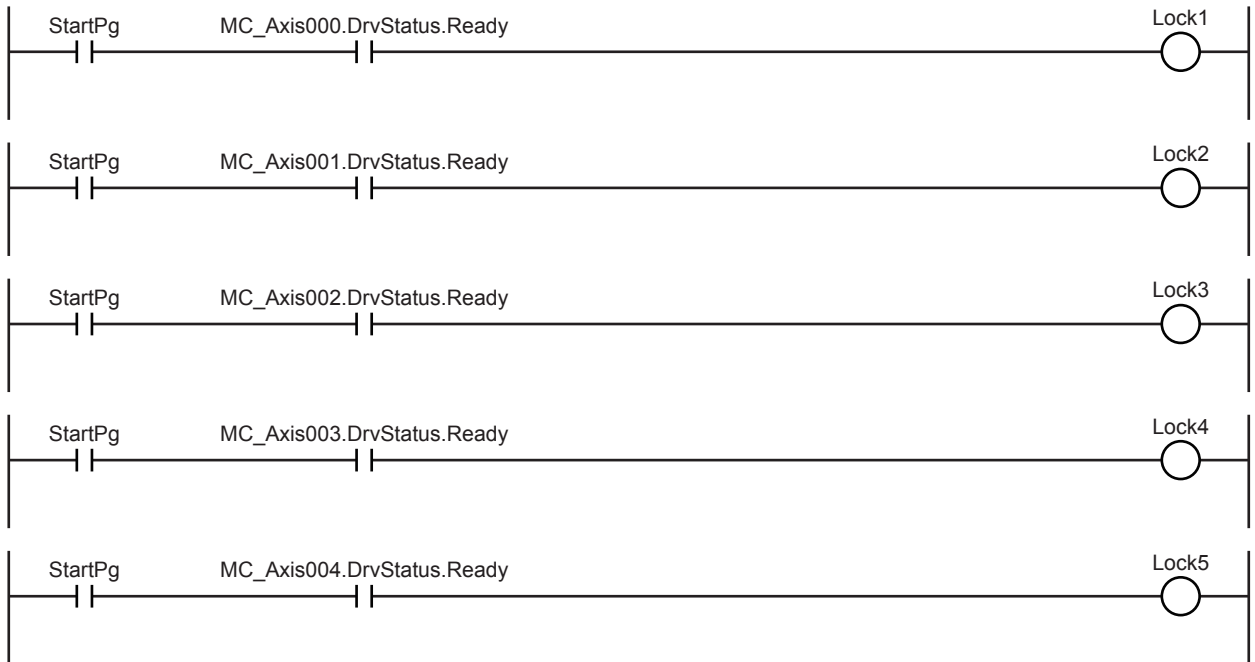 StartPg MC_Axis000.DrvStatus.Ready Lock1
StartPg MC_Axis001.DrvStatus.Ready Lock2
StartPg MC_Axis002.DrvStatus.Ready Lock3
StartPg MC_Axis003.DrvStatus.Ready Lock4
StartPg MC_Axis004.DrvStatus.Ready Lock5